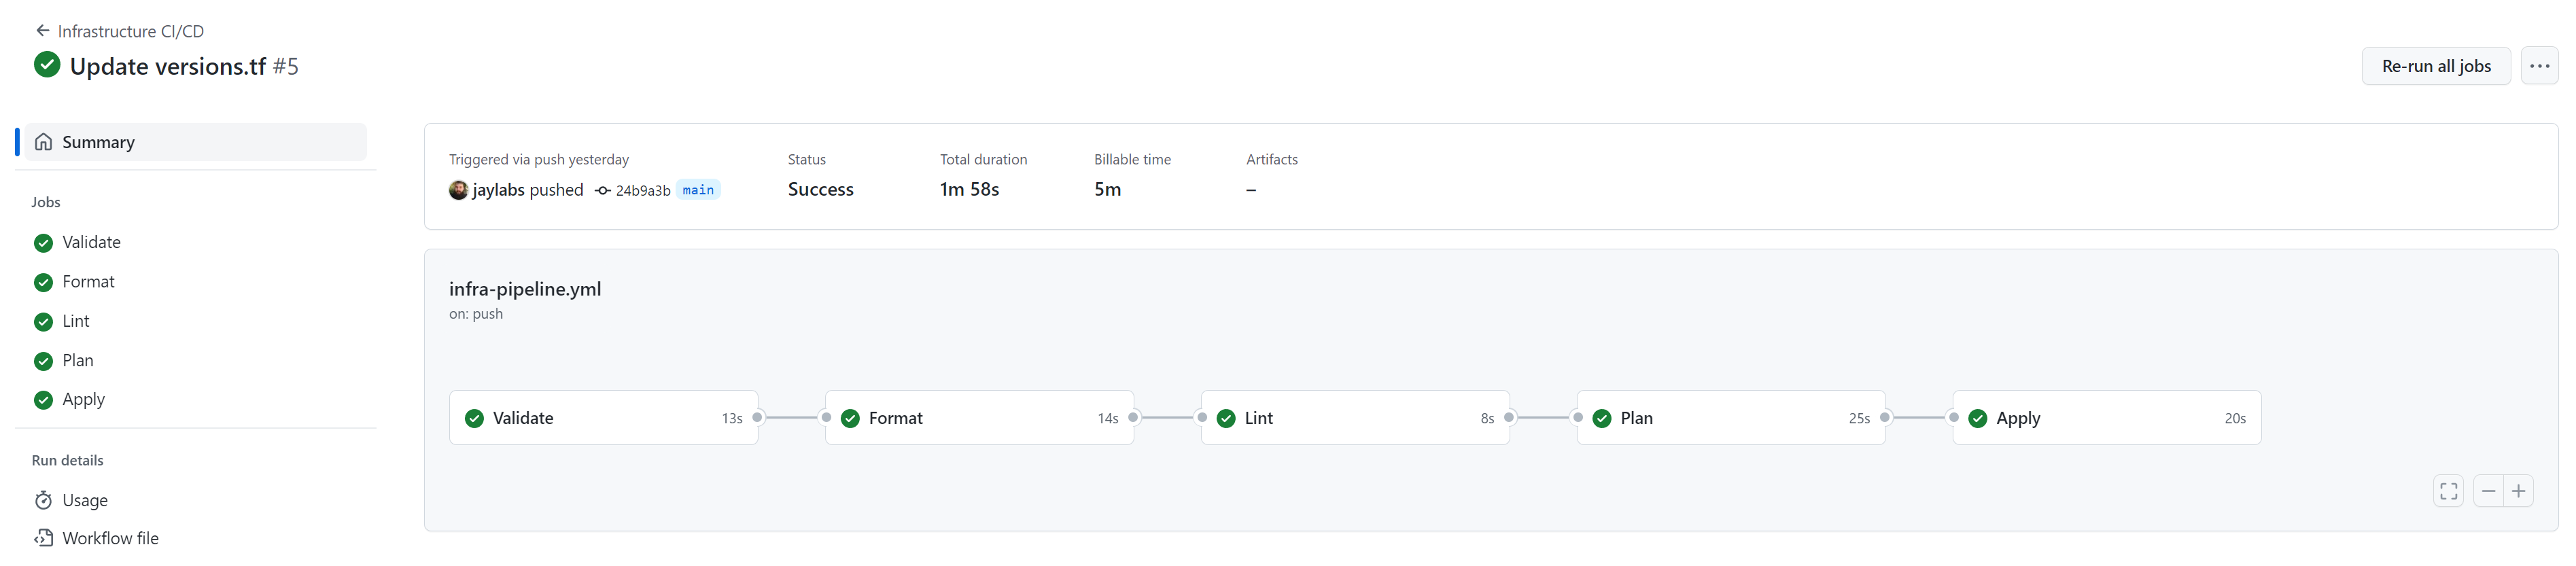 Infrastructure CI/CD
Update versions.tf #5
Re-run all jobs
Summary
Jobs
Validate
Format
Lint
Plan
Apply
Run details
Usage
Workflow file
Triggered via push yesterday
jaylabs pushed 24b9a3b main
Status
Success
Total duration
1m 58s
Billable time
5m
Artifacts
–
infra-pipeline.yml
on: push
Validate 13s
Format 14s
Lint 8s
Plan 25s
Apply 20s